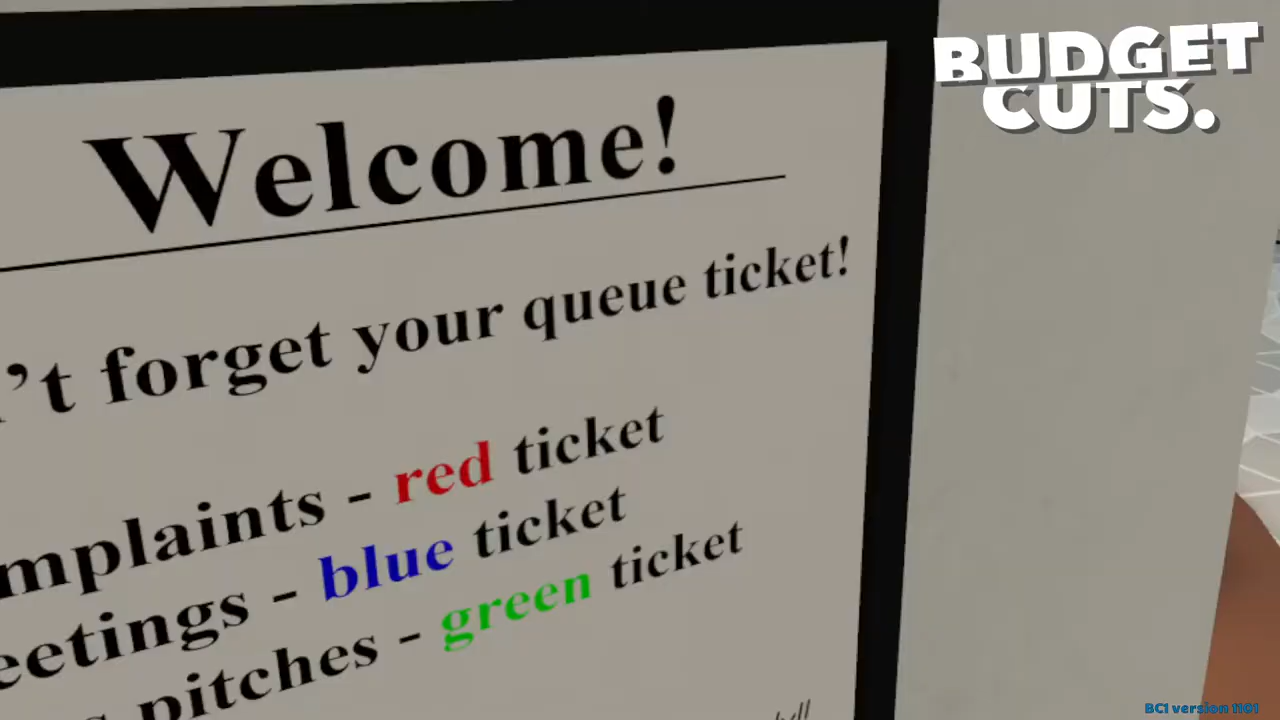 BUDGET
CUTS.
Welcome!
't forget your queue ticket!
mplaints - red ticket
eetings - blue ticket
s pitches - green ticket
BC1 version 1101